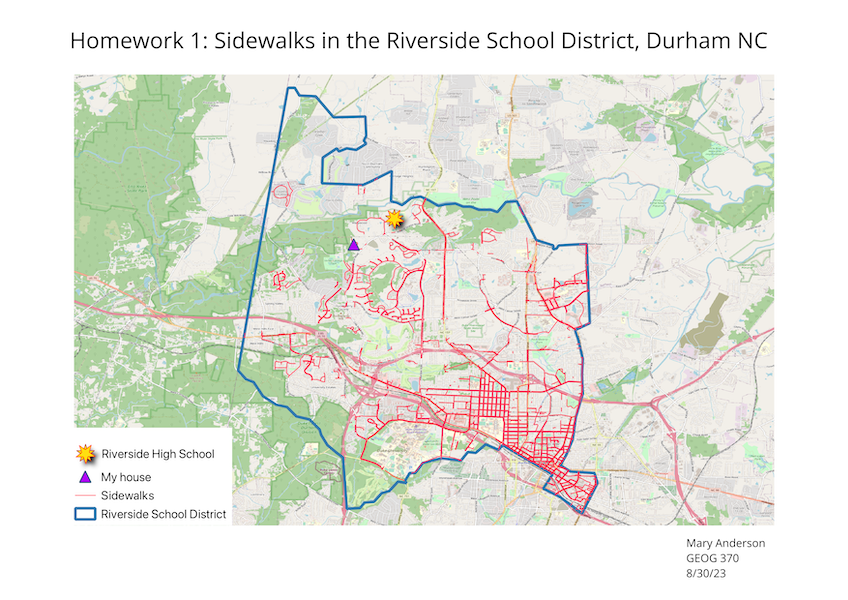 Homework 1: Sidewalks in the Riverside School District, Durham NC
Riverside High School
My house
Sidewalks
Riverside School District
Mary Anderson
GEOG 370
8/30/23